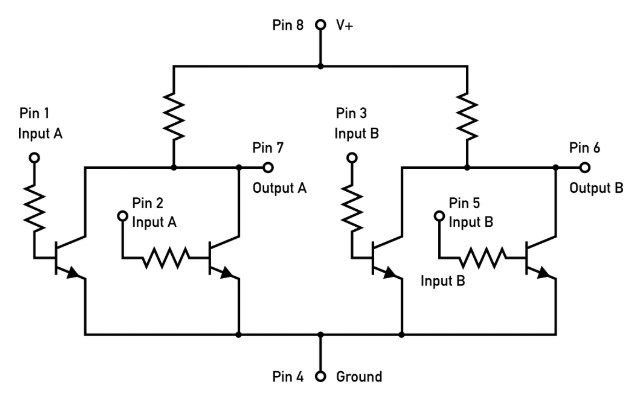 Pin 8 V+
Pin 1
Input A
Pin 3
Input B
Pin 7
Output A
Pin 6
Output B
Pin 2
Input A
Pin 5
Input B
Input B
Pin 4 Ground